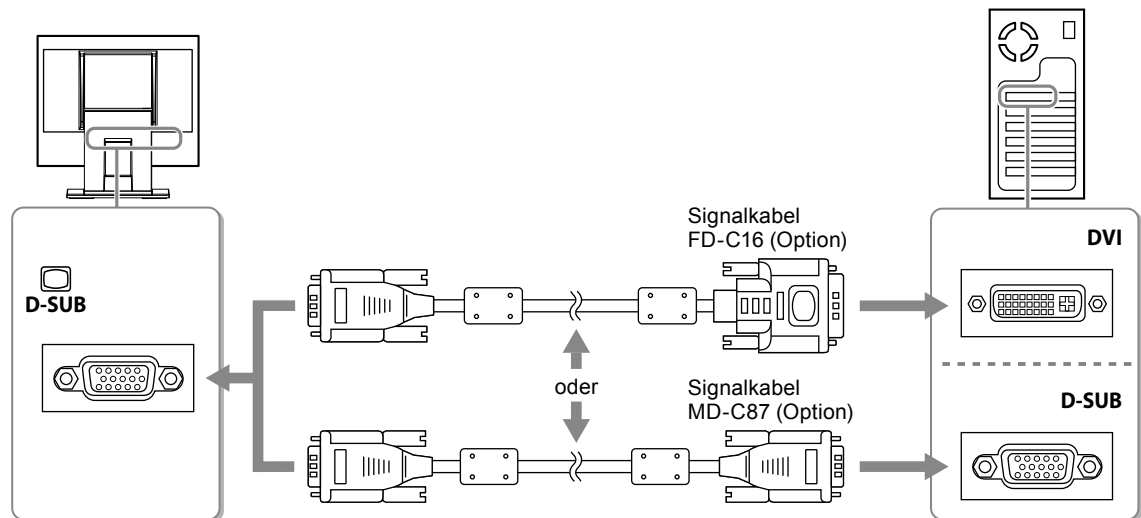 D-SUB
Signalkabel
FD-C16 (Option)
oder
Signalkabel
MD-C87 (Option)
DVI
D-SUB